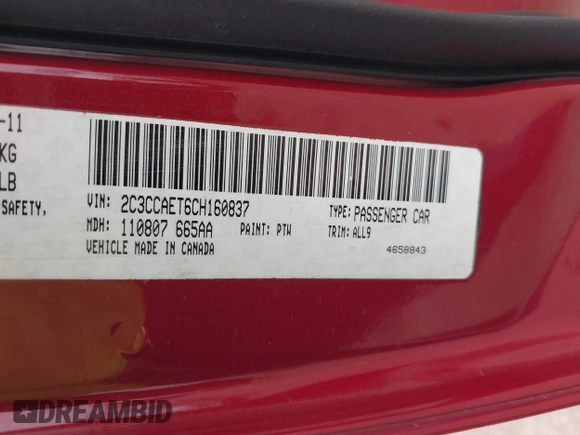 -11
KG
LB
SAFETY,
VIN: 2C3CCAET6CH160837 TYPE: PASSENGER CAR
MDH: 110807 665AA PAINT: PTW TRIM: ALL9
VEHICLE MADE IN CANADA 4658843
DREAMBID